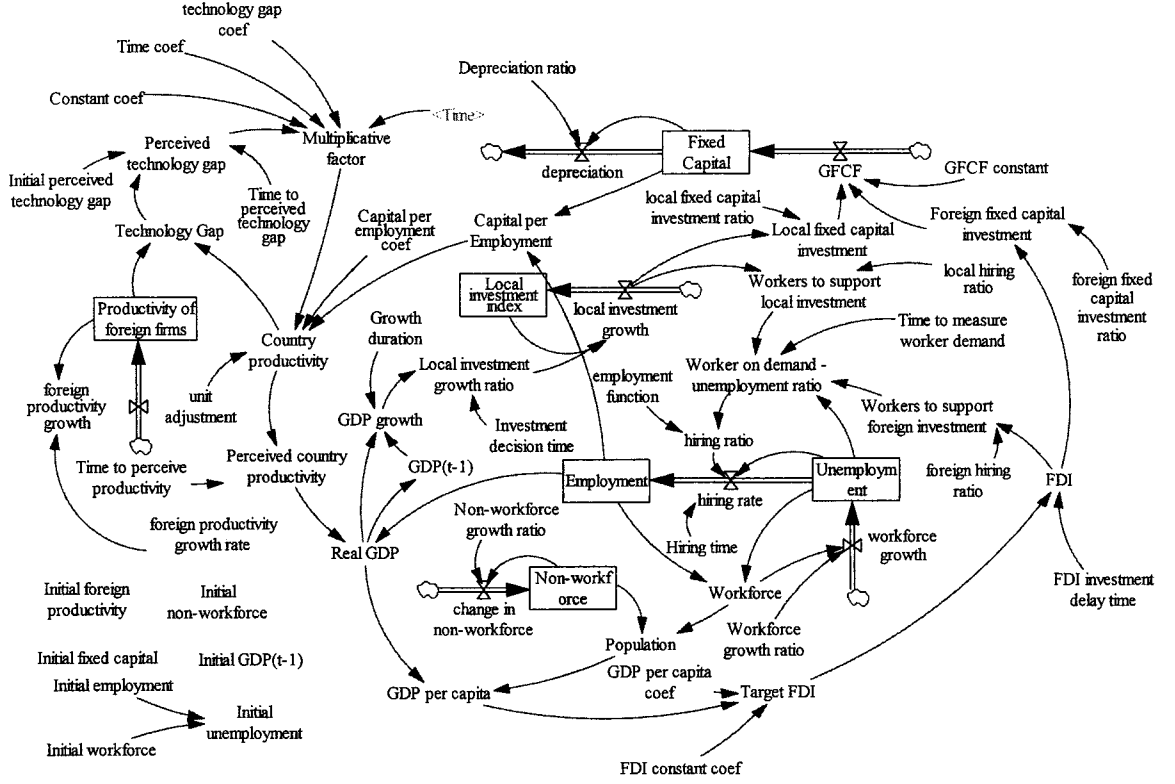 technology gap
coef
Time coef
Constant coef
<Time>
Depreciation ratio
Perceived
technology gap
Multiplicative
factor
Fixed
Capital
depreciation
GFCF
GFCF constant
Initial perceived
technology gap
Time to
perceived
technology
gap
Capital per
employment
coef
Capital per
Employment
local fixed capital
investment ratio
Local fixed capital
investment
Foreign fixed capital
investment
Technology Gap
Local
investment
index
local investment
growth
Workers to support
local investment
local hiring
ratio
foreign fixed
capital
investment
ratio
Productivity of
foreign firms
Country
productivity
Growth
duration
Time to measure
worker demand
Local investment
growth ratio
employment
function
Worker on demand -
unemployment ratio
foreign
productivity
growth
unit
adjustment
GDP growth
Investment
decision time
hiring ratio
Workers to support
foreign investment
Time to perceive
productivity
Perceived country
productivity
GDP(t-1)
Employment
hiring rate
Unemploym
ent
foreign hiring
ratio
FDI
foreign productivity
growth rate
Real GDP
Non-workforce
growth ratio
Hiring time
workforce
growth
Initial foreign
productivity
Initial
non-workforce
change in
non-workforce
Non-workf
orce
Workforce
FDI investment
delay time
Population
Workforce
growth ratio
Initial fixed capital
Initial GDP(t-1)
GDP per capita
GDP per capita
coef
Target FDI
Initial employment
Initial
unemployment
Initial workforce
FDI constant coef